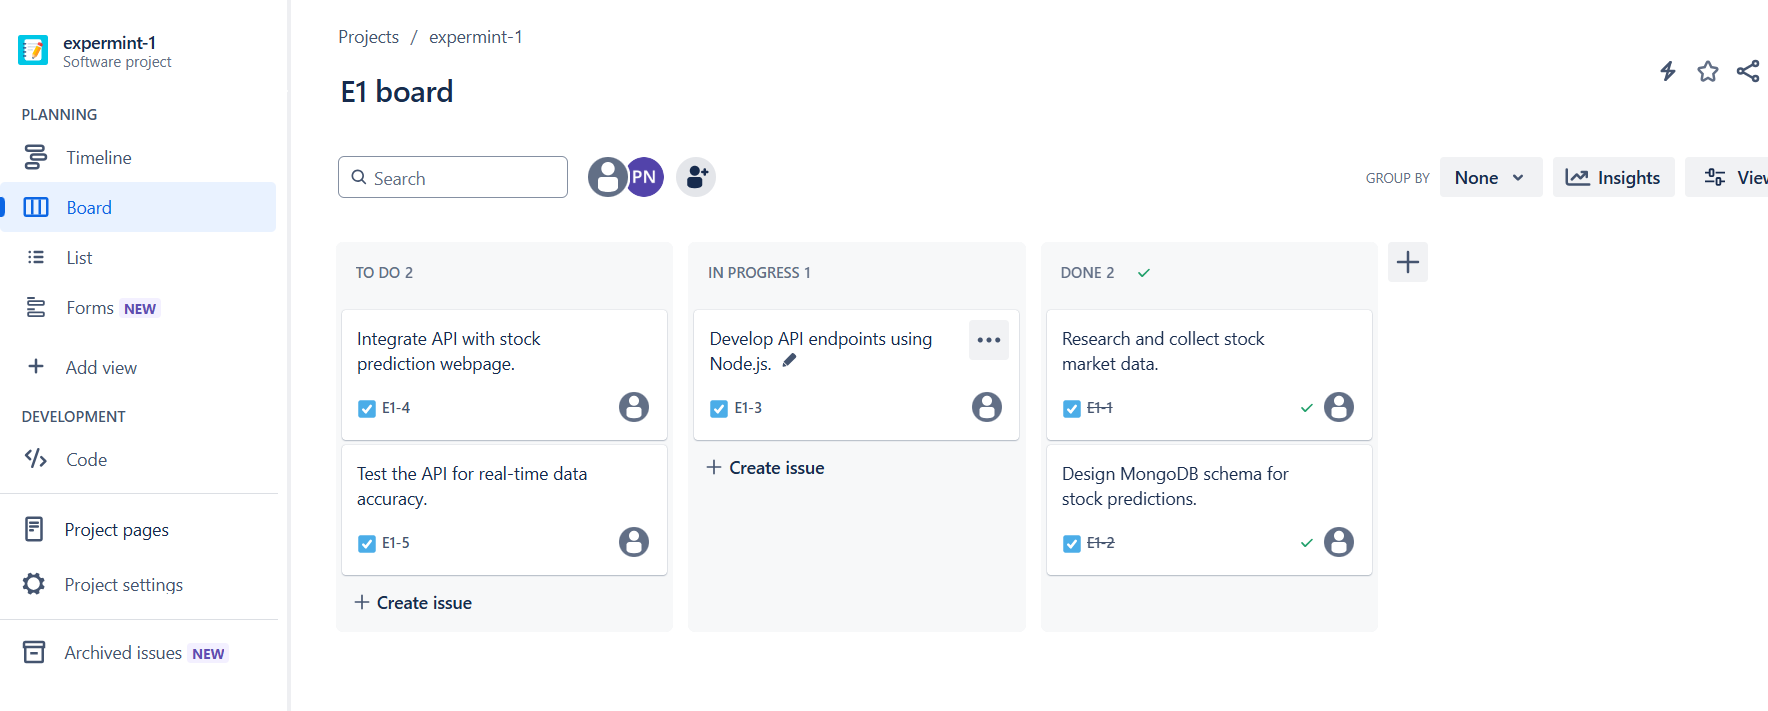 expermint-1
Software project
PLANNING
Timeline
Board
List
Forms NEW
Add view
DEVELOPMENT
Code
Project pages
Project settings
Archived issues NEW
Projects / expermint-1
E1 board
Search
PN
GROUP BY None Insights View
TO DO 2
Integrate API with stock
prediction webpage.
E1-4
Test the API for real-time data
accuracy.
E1-5
+ Create issue
IN PROGRESS 1
Develop API endpoints using
Node.js.
E1-3
+ Create issue
DONE 2
Research and collect stock
market data.
E1-1
Design MongoDB schema for
stock predictions.
E1-2